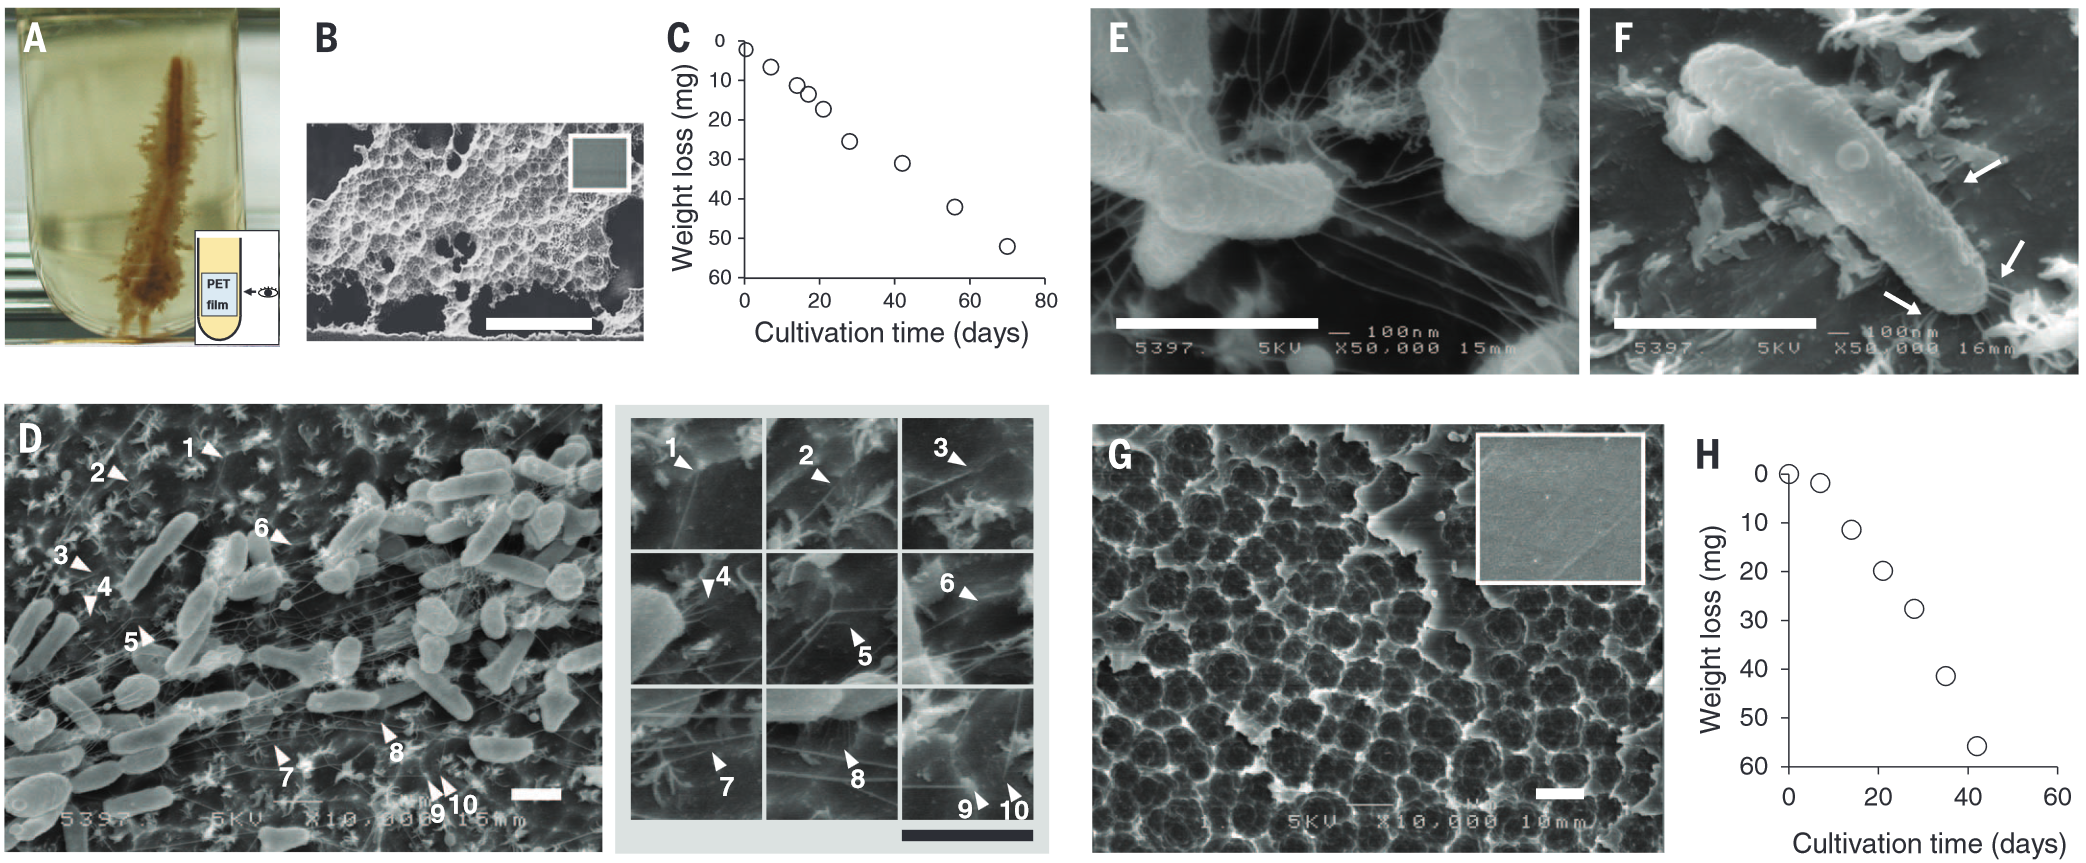 A
PET
film
B
C
0
10
20
30
40
50
60
Weight loss (mg)
0 20 40 60 80
Cultivation time (days)
E
100nm
5397. 5KV X50,000 15mm
F
100nm
5397. 5KV X50,000 16mm
D
1
2
3
4
5
6
7
8
9 10
5397. 5KV X10,000 15mm
1 2 3
4 5 6
7 8 9 10
G
5KV X10,000 10mm
H
0
10
20
30
40
50
60
Weight loss (mg)
0 20 40 60
Cultivation time (days)